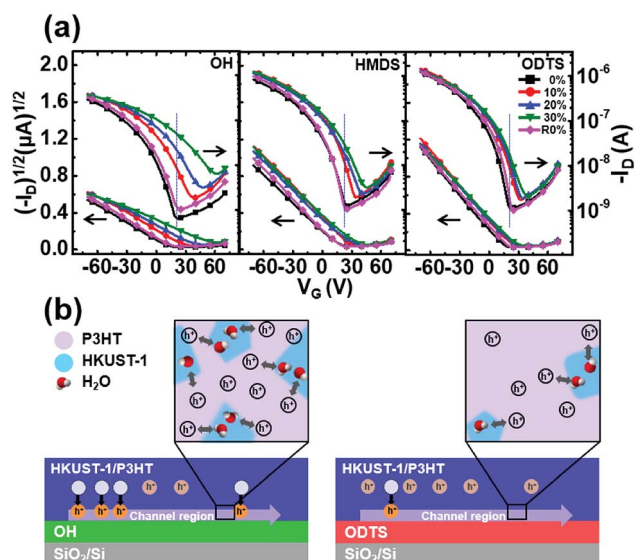 (a)
OH
HMDS
ODTS
0%
10%
20%
30%
R0%
(-I_D)^1/2 (μA)^1/2
2.0
1.6
1.2
0.8
0.4
0.0
10^-6
10^-7
10^-8
10^-9
-I_D (A)
-60 -30 0 30 60 -60 -30 0 30 60 -60 -30 0 30 60
V_G (V)
(b)
P3HT
HKUST-1
H₂O
h⁺ h⁺ h⁺ h⁺ h⁺ h⁺ h⁺ h⁺ h⁺ h⁺
h⁺ h⁺ h⁺ h⁺ h⁺ h⁺
HKUST-1/P3HT
h⁺ h⁺
h⁺ h⁺ h⁺ h⁺
Channel region
OH
SiO₂/Si
HKUST-1/P3HT
h⁺ h⁺ h⁺ h⁺ h⁺
h⁺
Channel region
ODTS
SiO₂/Si